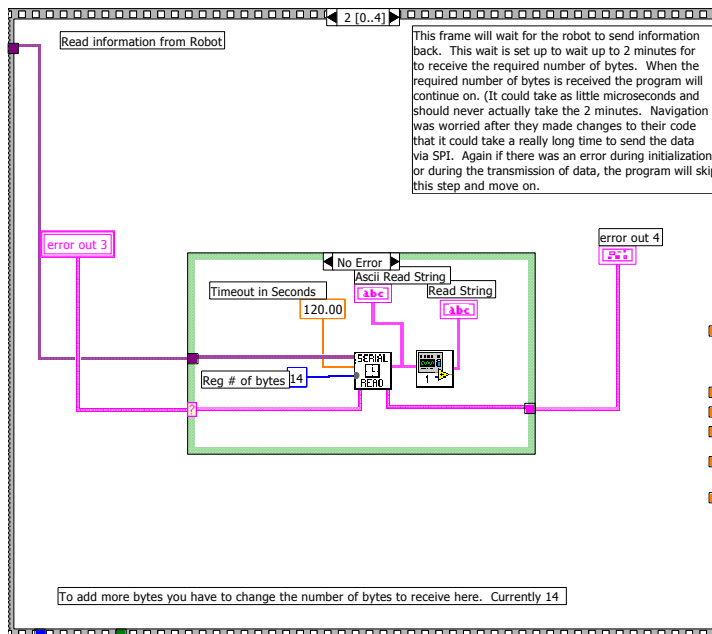 2 [0..4]
Read information from Robot
This frame will wait for the robot to send information
back. This wait is set up to wait up to 2 minutes for
to receive the required number of bytes. When the
required number of bytes is received the program will
continue on. (It could take as little microseconds and
should never actually take the 2 minutes. Navigation
was worried after they made changes to their code
that it could take a really long time to send the data
via SPI. Again if there was an error during initialization
or during the transmission of data, the program will skip
this step and move on.
error out 3
error out 4
No Error
Ascii Read String
abc
Timeout in Seconds
Read String
120.00
abc
SERIAL
READ
Reg # of bytes
14
1
?
To add more bytes you have to change the number of bytes to receive here. Currently 14